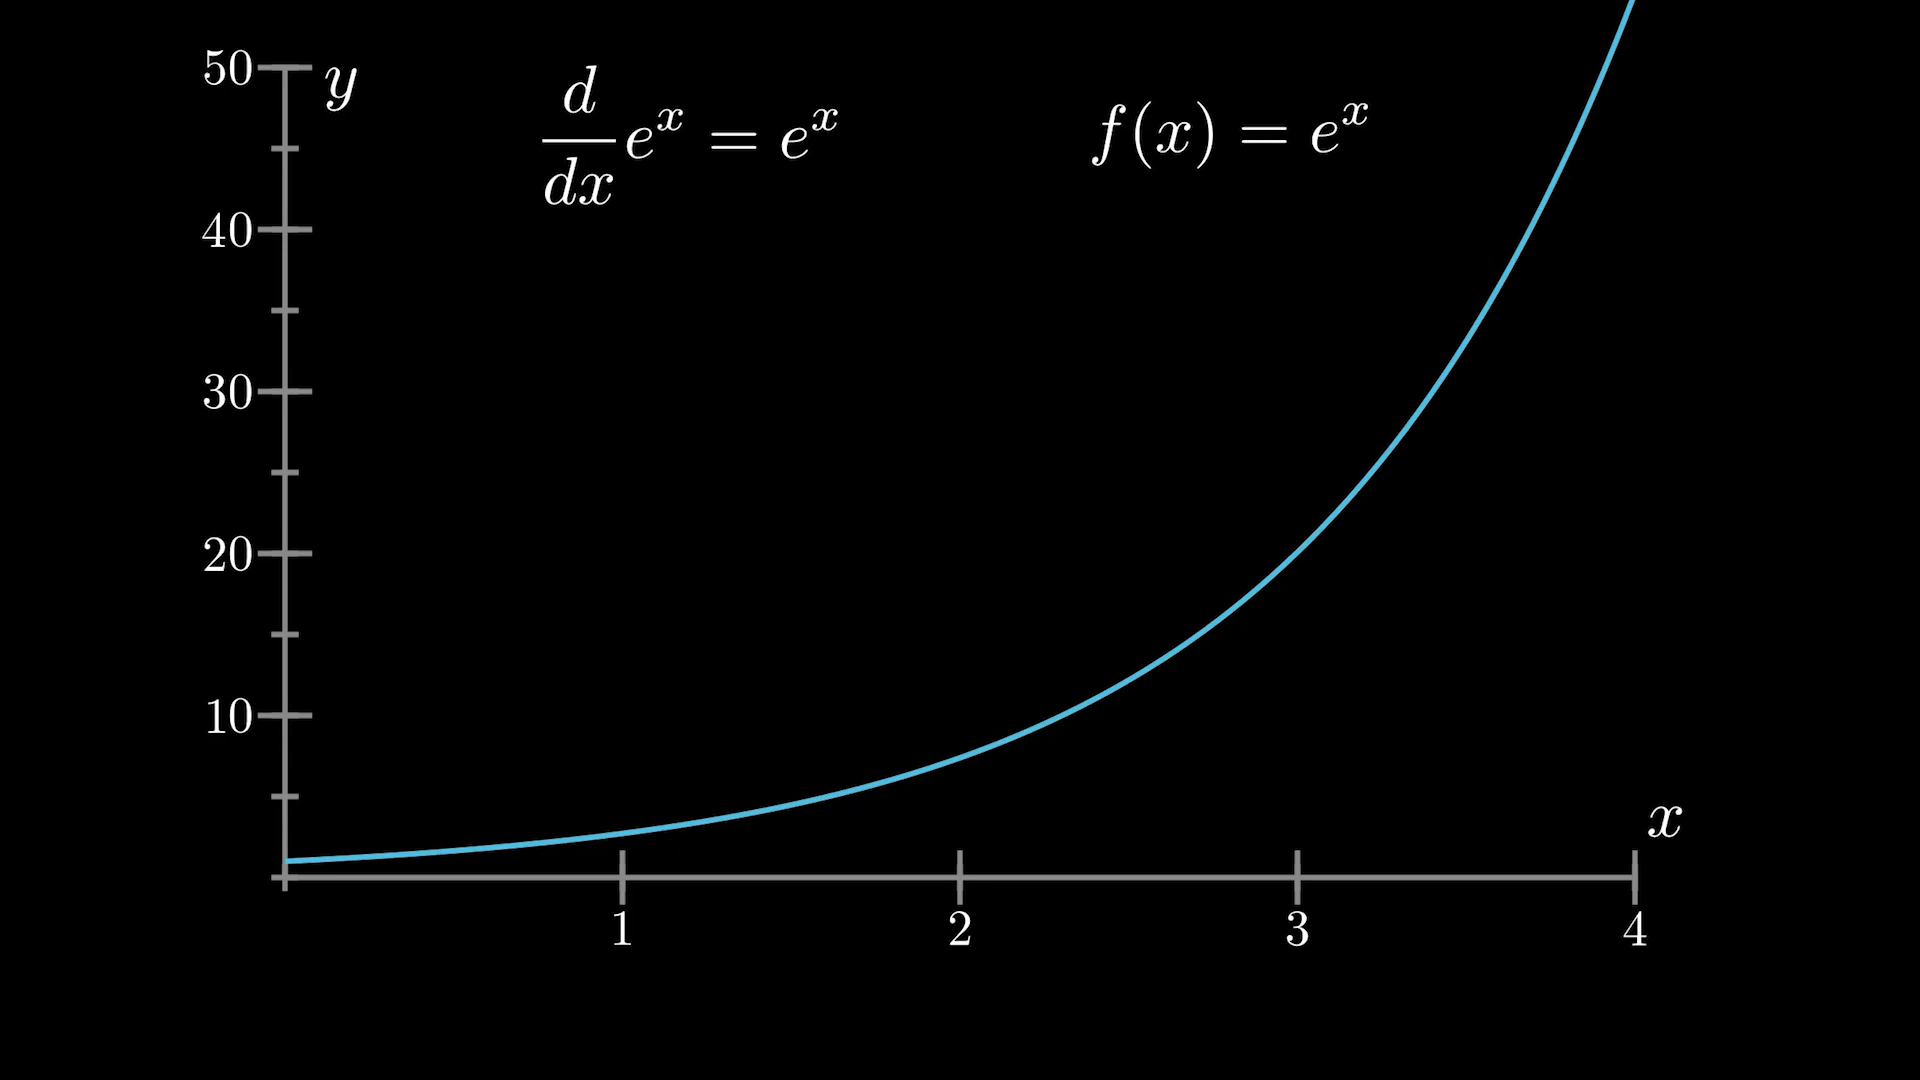 50
y
d/dx e^x = e^x
f(x) = e^x
40
30
20
10
x
1 2 3 4